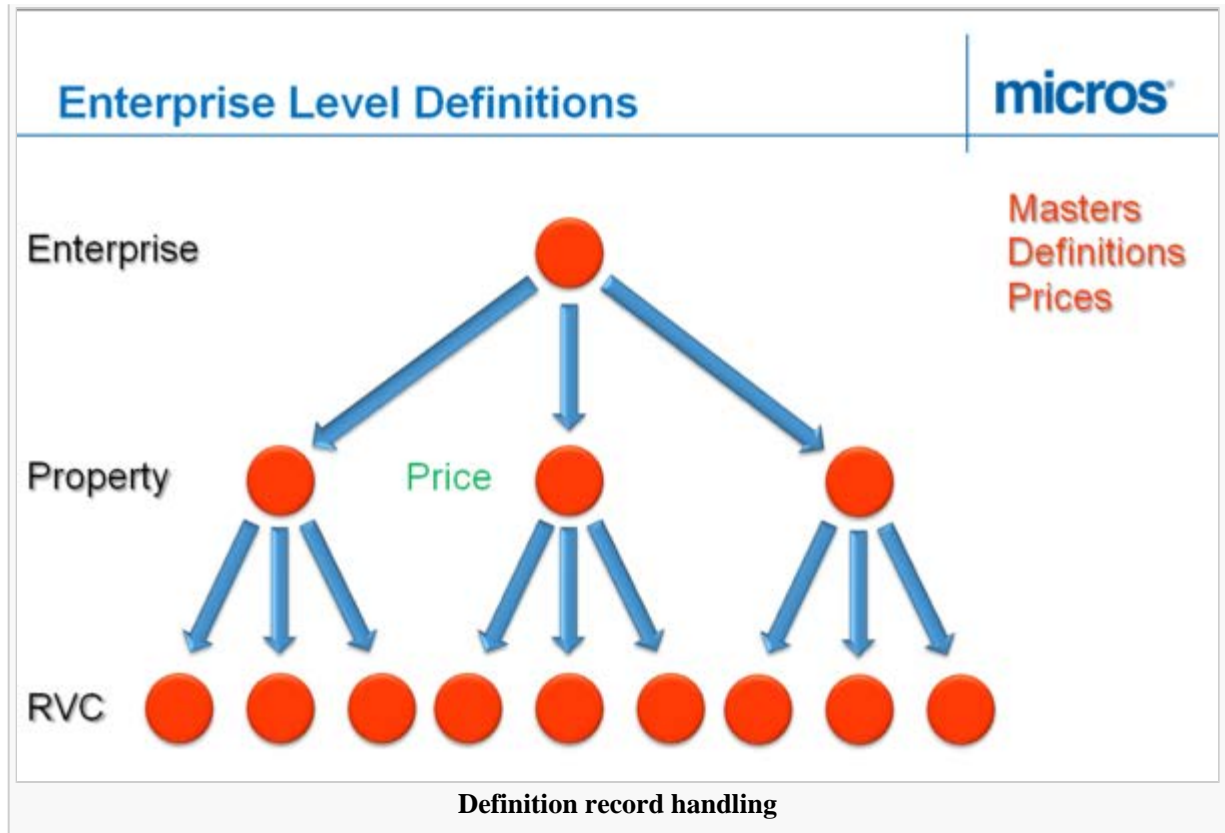 Enterprise Level Definitions
micros
Masters
Definitions
Prices
Enterprise
Property
Price
RVC
Definition record handling